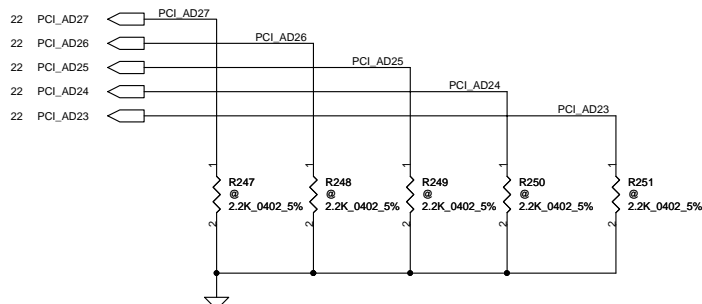 22 PCI_AD27 PCI_AD27
22 PCI_AD26 PCI_AD26
22 PCI_AD25 PCI_AD25
22 PCI_AD24 PCI_AD24
22 PCI_AD23 PCI_AD23
1 1 1 1 1
R247 R248 R249 R250 R251
@ @ @ @ @
2.2K_0402_5% 2.2K_0402_5% 2.2K_0402_5% 2.2K_0402_5% 2.2K_0402_5%
2 2 2 2 2